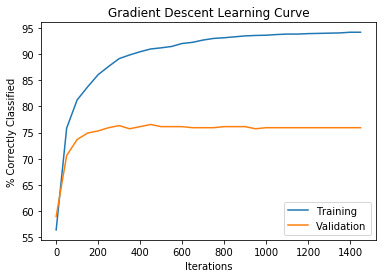 Gradient Descent Learning Curve
95
90
85
80
75
70
65
60
55
% Correctly Classified
0 200 400 600 800 1000 1200 1400
Iterations
Training
Validation